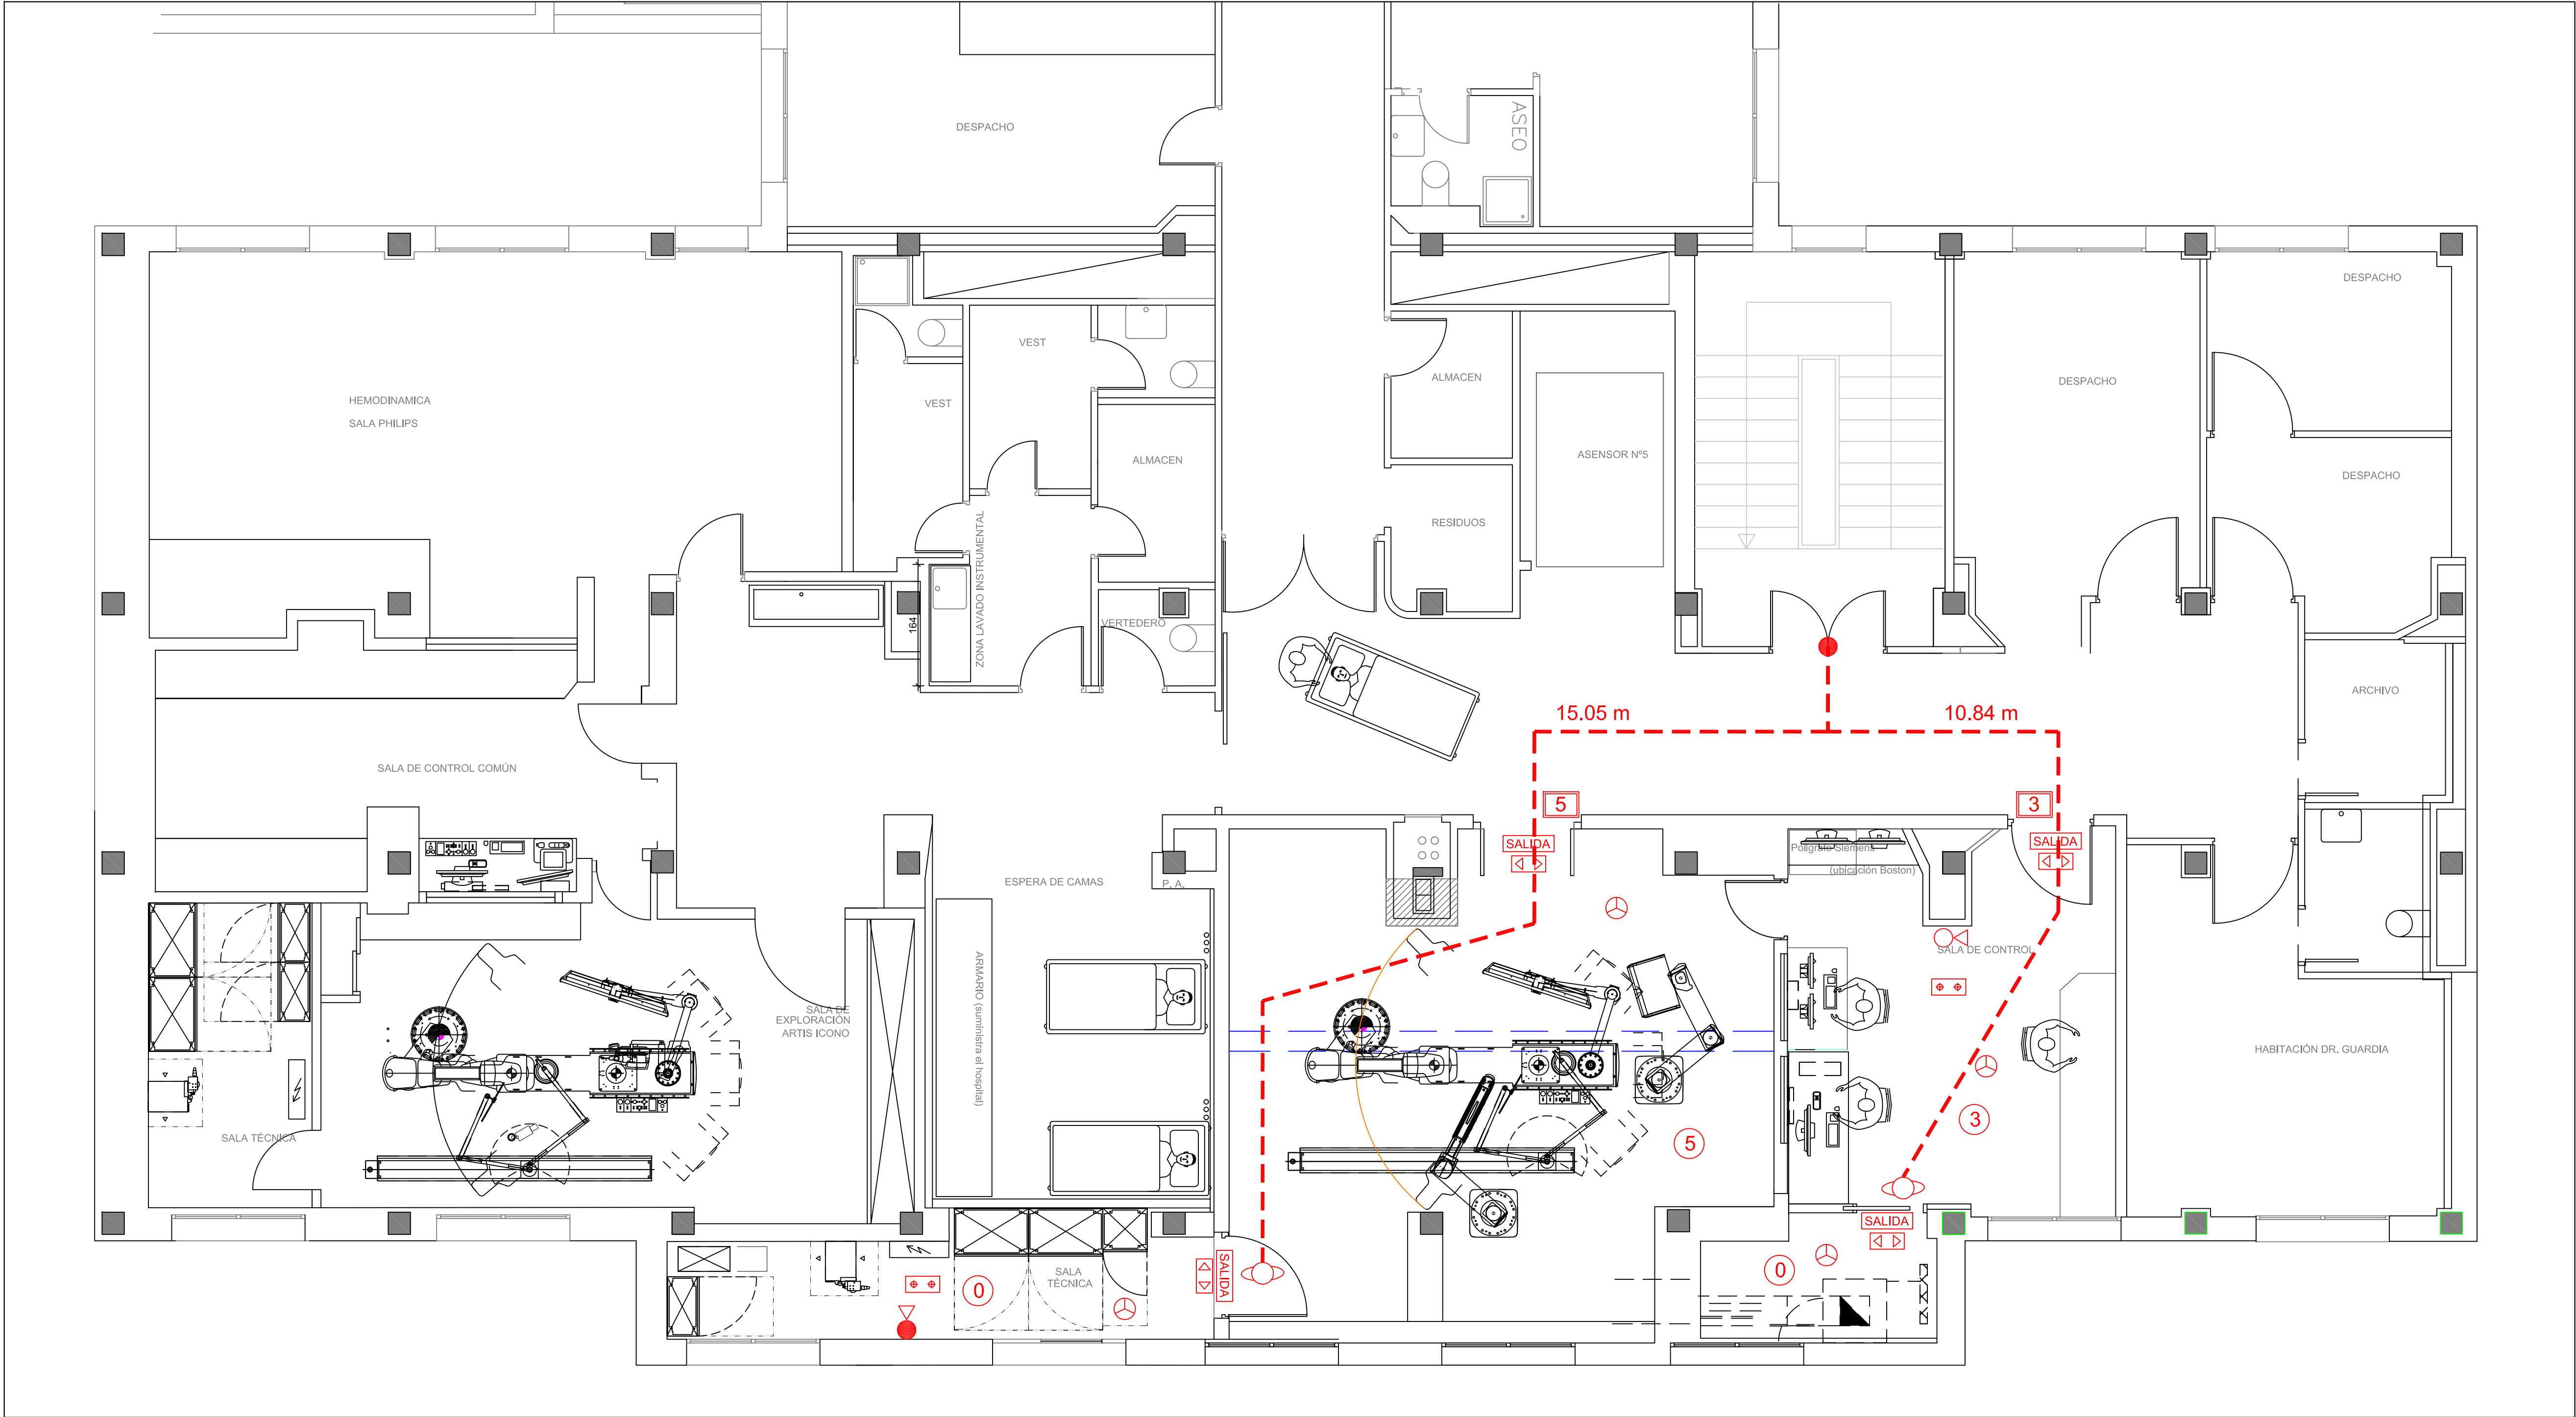 DESPACHO
ASEO
DESPACHO
VEST
HEMODINAMICA
SALA PHILIPS
VEST
ALMACEN
DESPACHO
ALMACEN
ASENSOR Nº5
DESPACHO
RESIDUOS
ZONA LAVADO INSTRUMENTAL
164
VERTEDERO
ARCHIVO
15.05 m
10.84 m
SALA DE CONTROL COMÚN
5
3
SALIDA
SALIDA
Poligrafo Siemens
(ubicación Boston)
ESPERA DE CAMAS
P. A.
SALA DE CONTROL
ARMARIO (suministra el hospital)
SALA DE
EXPLORACIÓN
ARTIS ICONO
HABITACIÓN DR. GUARDIA
3
SALA TÉCNICA
5
SALIDA
SALA
TÉCNICA
0
SALIDA
0